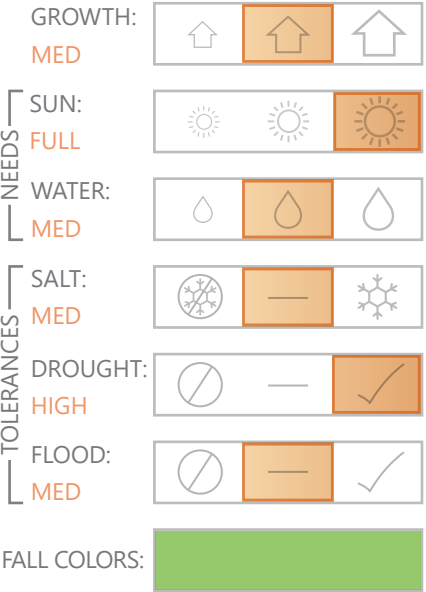 GROWTH:
MED
NEEDS
SUN:
FULL
WATER:
MED
TOLERANCES
SALT:
MED
DROUGHT:
HIGH
FLOOD:
MED
FALL COLORS: